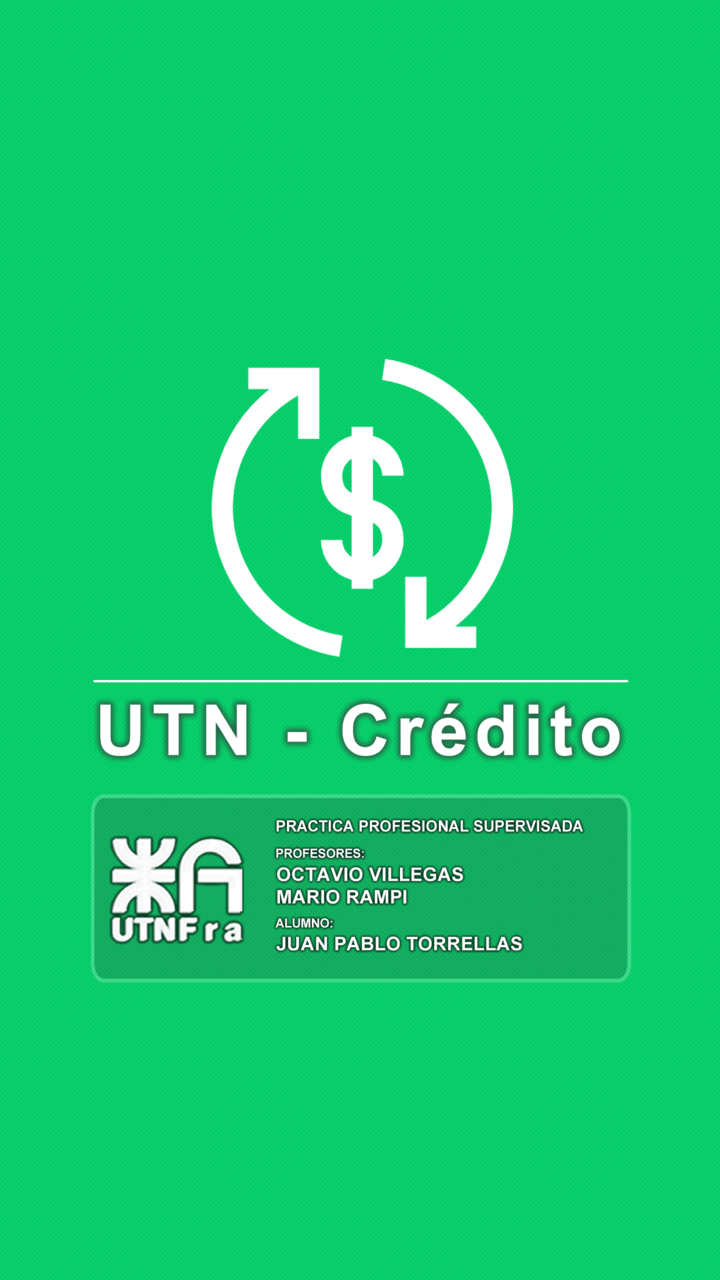 $
UTN - Crédito
PRACTICA PROFESIONAL SUPERVISADA
PROFESORES:
OCTAVIO VILLEGAS
MARIO RAMPI
ALUMNO:
JUAN PABLO TORRELLAS
UTNFra